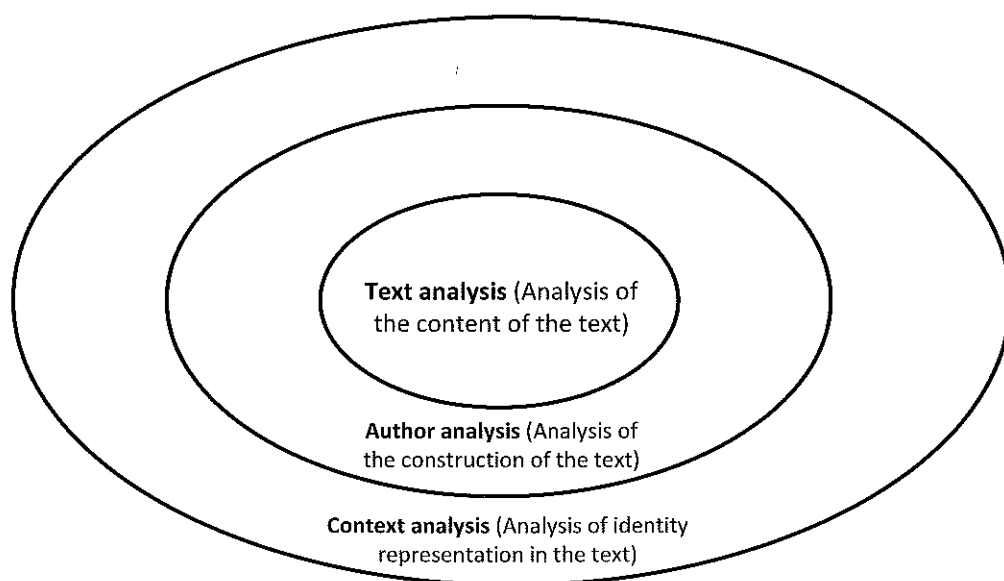 Text analysis (Analysis of
the content of the text)
Author analysis (Analysis of
the construction of the text)
Context analysis (Analysis of identity
representation in the text)